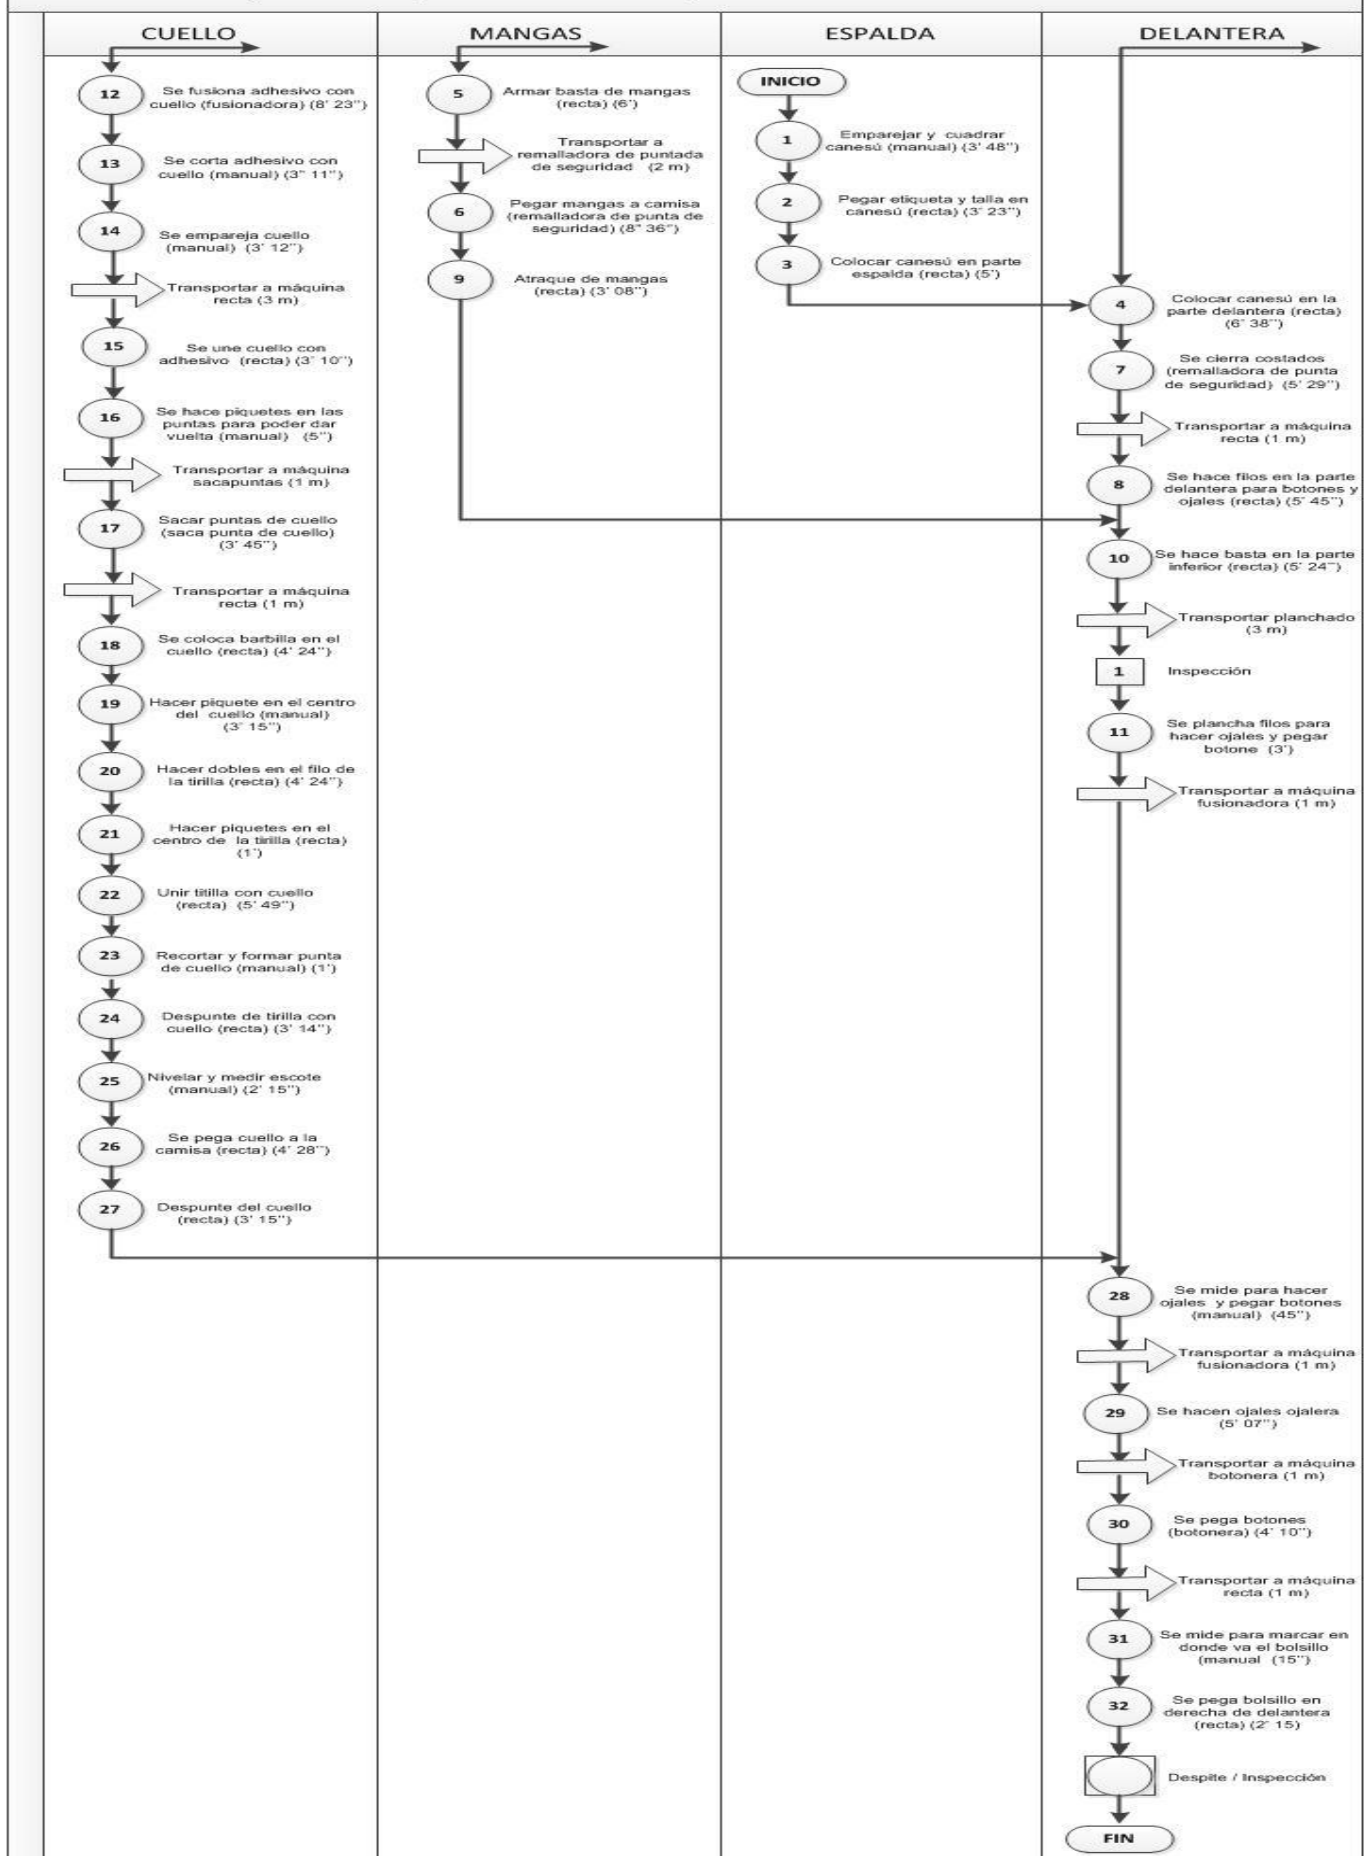 CUELLO
12
Se fusiona adhesivo con
cuello (fusionadora) (8' 23")
13
Se corta adhesivo con
cuello (manual) (3" 11")
14
Se empareja cuello
(manual) (3' 12")
Transportar a máquina
recta (3 m)
15
Se une cuello con
adhesivo (recta) (3' 10")
16
Se hace piquetes en las
puntas para poder dar
vuelta (manual) (5")
Transportar a máquina
sacapuntas (1 m)
17
Sacar puntas de cuello
(saca punta de cuello)
(3' 45")
Transportar a máquina
recta (1 m)
18
Se coloca barbilla en el
cuello (recta) (4' 24")
19
Hacer piquete en el centro
del cuello (manual)
(3' 15")
20
Hacer dobles en el filo de
la tirilla (recta) (4' 24")
21
Hacer piquetes en el
centro de la tirilla (recta)
(1')
22
Unir titilla con cuello
(recta) (5' 49")
23
Recortar y formar punta
de cuello (manual) (1')
24
Despunte de tirilla con
cuello (recta) (3' 14")
25
Nivelar y medir escote
(manual) (2' 15")
26
Se pega cuello a la
camisa (recta) (4' 28")
27
Despunte del cuello
(recta) (3' 15")
MANGAS
5
Armar basta de mangas
(recta) (6')
Transportar a
remalladora de puntada
de seguridad (2 m)
6
Pegar mangas a camisa
(remalladora de punta de
seguridad) (8" 36")
9
Atraque de mangas
(recta) (3' 08")
ESPALDA
INICIO
1
Emparejar y cuadrar
canesú (manual) (3' 48")
2
Pegar etiqueta y talla en
canesú (recta) (3' 23")
3
Colocar canesú en parte
espalda (recta) (5')
DELANTERA
4
Colocar canesú en la
parte delantera (recta)
(6' 38")
7
Se cierra costados
(remalladora de punta
de seguridad) (5' 29")
Transportar a máquina
recta (1 m)
8
Se hace filos en la parte
delantera para botones y
ojales (recta) (5' 45")
10
Se hace basta en la parte
inferior (recta) (5' 24")
Transportar planchado
(3 m)
1
Inspección
11
Se plancha filos para
hacer ojales y pegar
botone (3')
Transportar a máquina
fusionadora (1 m)
28
Se mide para hacer
ojales y pegar botones
(manual) (45")
Transportar a máquina
fusionadora (1 m)
29
Se hacen ojales ojalera
(5' 07")
Transportar a máquina
botonera (1 m)
30
Se pega botones
(botonera) (4' 10")
Transportar a máquina
recta (1 m)
31
Se mide para marcar en
donde va el bolsillo
(manual (15")
32
Se pega bolsillo en
derecha de delantera
(recta) (2' 15)
Despite / Inspección
FIN